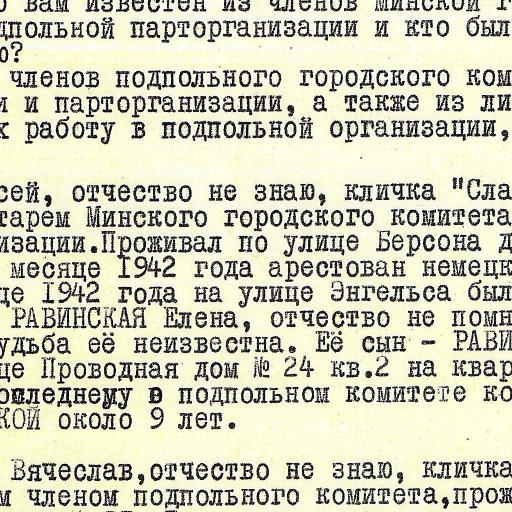 о вам известен из членов Минской г
дпольной парторганизации и кто был
ю?
членов подпольного городского ком
и и парторганизации, а также из ли
х работу в подпольной организации,
сей, отчество не знаю, кличка "Сла
тарем Минского городского комитета
изации.Проживал по улице Берсона д
месяце 1942 года арестован немецк
це 1942 года на улице Энгельса был
РАВИНСКАЯ Елена, отчество не помн
удьба её неизвестна. Её сын - РАВИ
це Проводная дом № 24 кв.2 на квар
оследнему в подпольном комитете ко
КОЙ около 9 лет.
Вячеслав,отчество не знаю, кличка
м членом подпольного комитета,прож